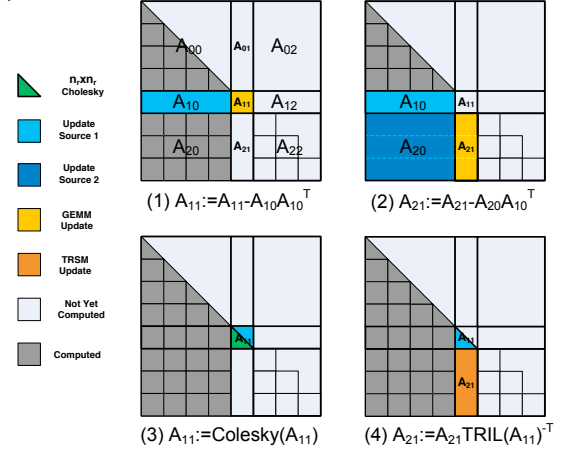 nᵣxnᵣ
Cholesky
Update
Source 1
Update
Source 2
GEMM
Update
TRSM
Update
Not Yet
Computed
Computed
A₀₀ A₀₁ A₀₂
A₁₀ A₁₁ A₁₂
A₂₀ A₂₁ A₂₂
(1) A₁₁:=A₁₁-A₁₀A₁₀ᵀ
A₁₀ A₁₁
A₂₀ A₂₁
(2) A₂₁:=A₂₁-A₂₀A₁₀ᵀ
A₁₁
(3) A₁₁:=Colesky(A₁₁)
A₁₁
A₂₁
(4) A₂₁:=A₂₁TRIL(A₁₁)⁻ᵀ